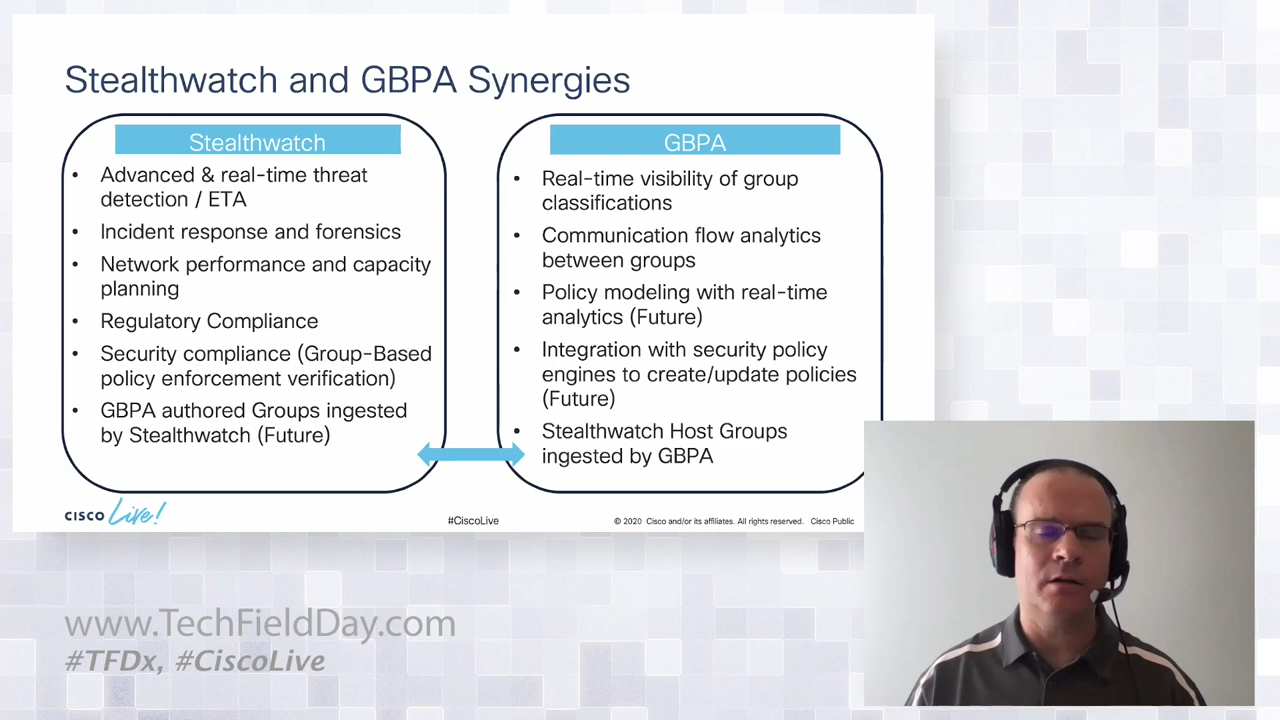 Stealthwatch and GBPA Synergies
Stealthwatch
• Advanced & real-time threat
detection / ETA
• Incident response and forensics
• Network performance and capacity
planning
• Regulatory Compliance
• Security compliance (Group-Based
policy enforcement verification)
• GBPA authored Groups ingested
by Stealthwatch (Future)
GBPA
• Real-time visibility of group
classifications
• Communication flow analytics
between groups
• Policy modeling with real-time
analytics (Future)
• Integration with security policy
engines to create/update policies
(Future)
• Stealthwatch Host Groups
ingested by GBPA
CISCO Live!
#CiscoLive
© 2020 Cisco and/or its affiliates. All rights reserved. Cisco Public
www.TechFieldDay.com
#TFDx, #CiscoLive